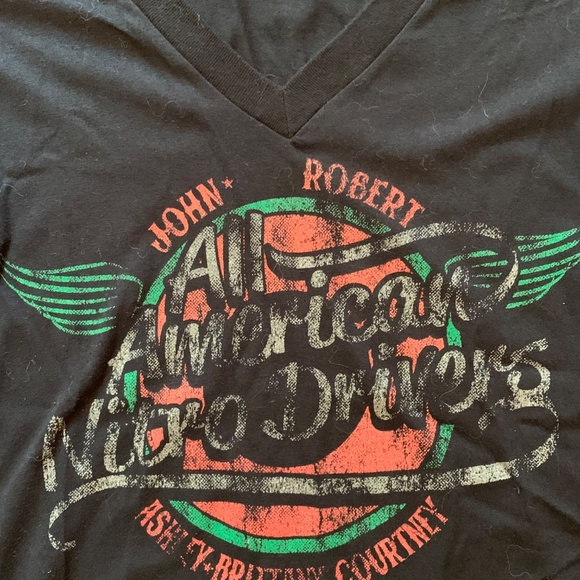 JOHN★ ROBERT
All
American
Nitro Drivers
ASHLEY★BRITTANY COURTNEY